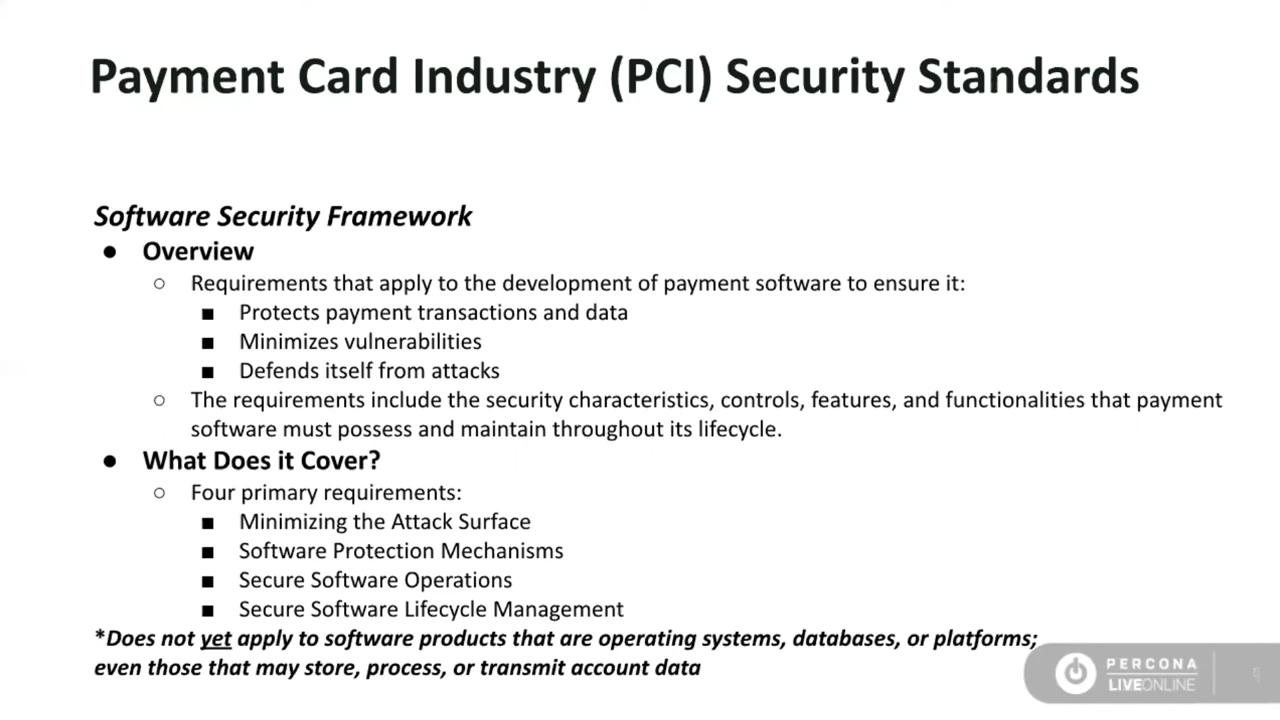 Payment Card Industry (PCI) Security Standards
Software Security Framework
● Overview
○ Requirements that apply to the development of payment software to ensure it:
■ Protects payment transactions and data
■ Minimizes vulnerabilities
■ Defends itself from attacks
○ The requirements include the security characteristics, controls, features, and functionalities that payment
software must possess and maintain throughout its lifecycle.
● What Does it Cover?
○ Four primary requirements:
■ Minimizing the Attack Surface
■ Software Protection Mechanisms
■ Secure Software Operations
■ Secure Software Lifecycle Management
*Does not yet apply to software products that are operating systems, databases, or platforms;
even those that may store, process, or transmit account data
PERCONA
LIVEONLINE